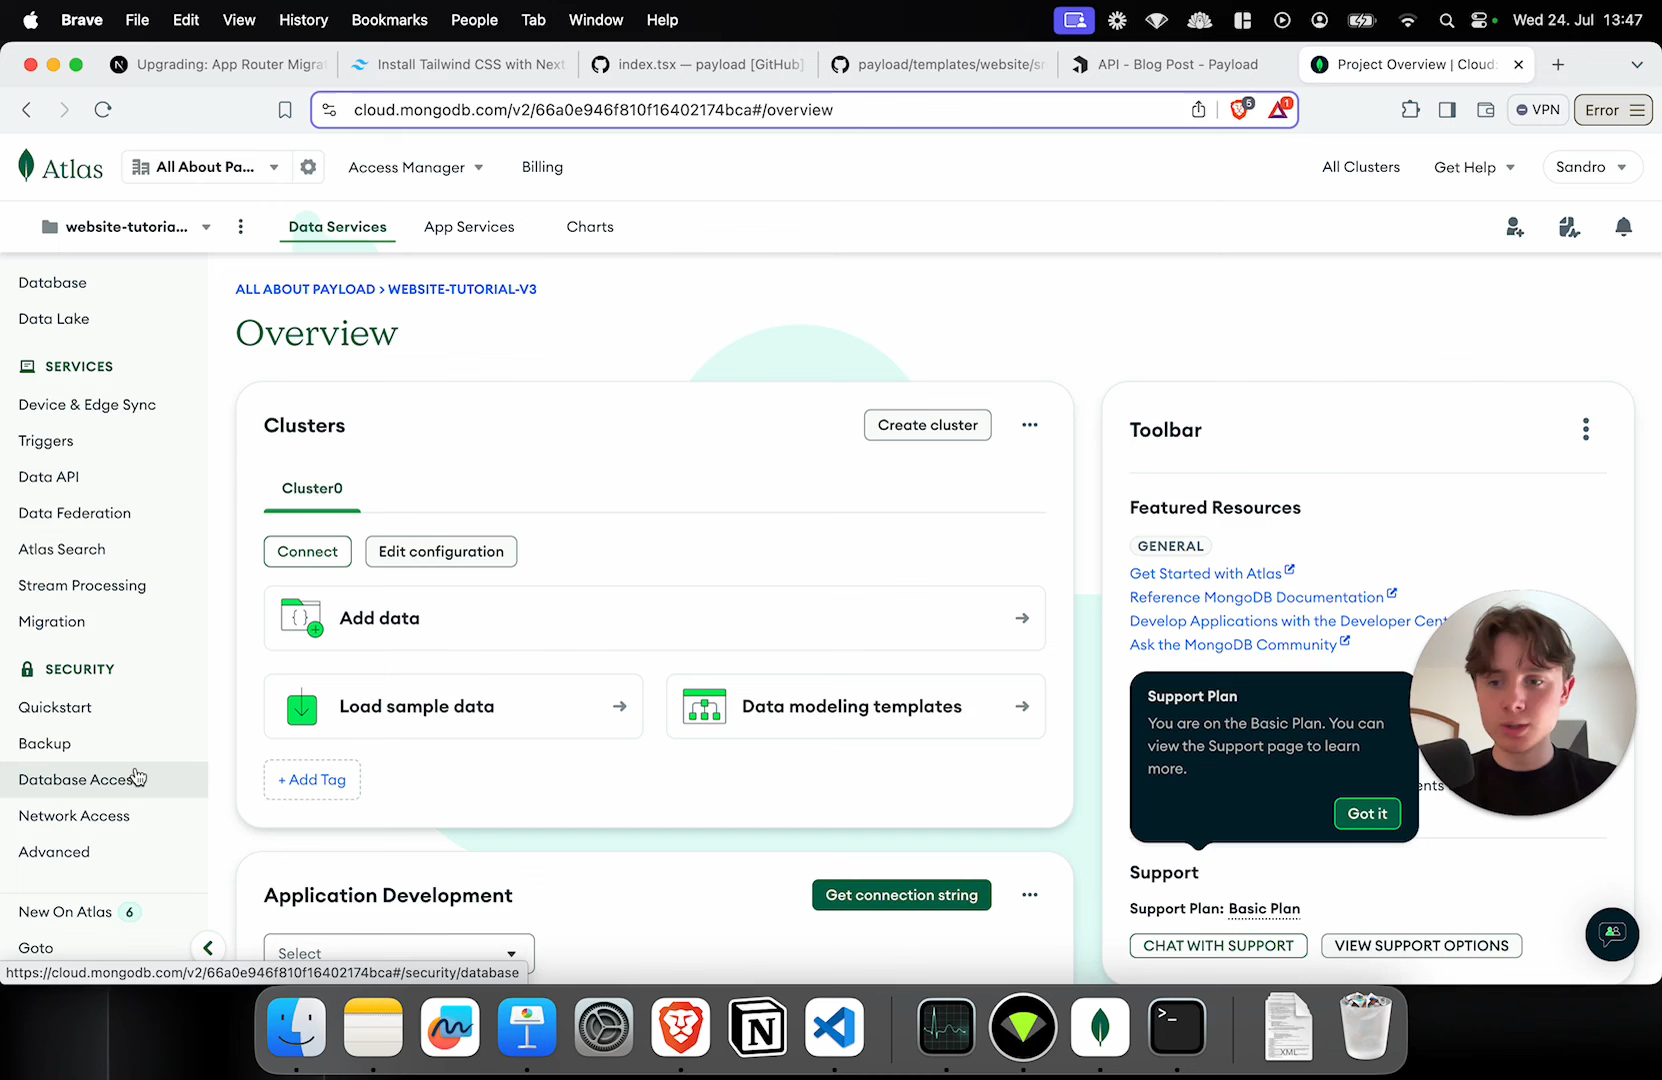 Brave File Edit View History Bookmarks People Tab Window Help Wed 24. Jul 13:47
Upgrading: App Router Migra
Install Tailwind CSS with Next
index.tsx — payload [GitHub]
payload/templates/website/sr
API - Blog Post - Payload
Project Overview | Cloud:
cloud.mongodb.com/v2/66a0e946f810f16402174bca#/overview
5
1
VPN
Error
Atlas
All About Pa...
Access Manager
Billing
All Clusters
Get Help
Sandro
website-tutoria...
Data Services
App Services
Charts
Database
Data Lake
SERVICES
Device & Edge Sync
Triggers
Data API
Data Federation
Atlas Search
Stream Processing
Migration
SECURITY
Quickstart
Backup
Database Acce
Network Access
Advanced
New On Atlas 6
Goto
https://cloud.mongodb.com/v2/66a0e946f810f16402174bca#/security/database
ALL ABOUT PAYLOAD > WEBSITE-TUTORIAL-V3
Overview
Clusters
Create cluster
Cluster0
Connect
Edit configuration
Add data
Load sample data
Data modeling templates
+ Add Tag
Application Development
Get connection string
Select
Toolbar
Featured Resources
GENERAL
Get Started with Atlas
Reference MongoDB Documentation
Develop Applications with the Developer Cent
Ask the MongoDB Community
Support Plan
You are on the Basic Plan. You can
view the Support page to learn
more.
Got it
ents
Support
Support Plan: Basic Plan
CHAT WITH SUPPORT
VIEW SUPPORT OPTIONS
XML